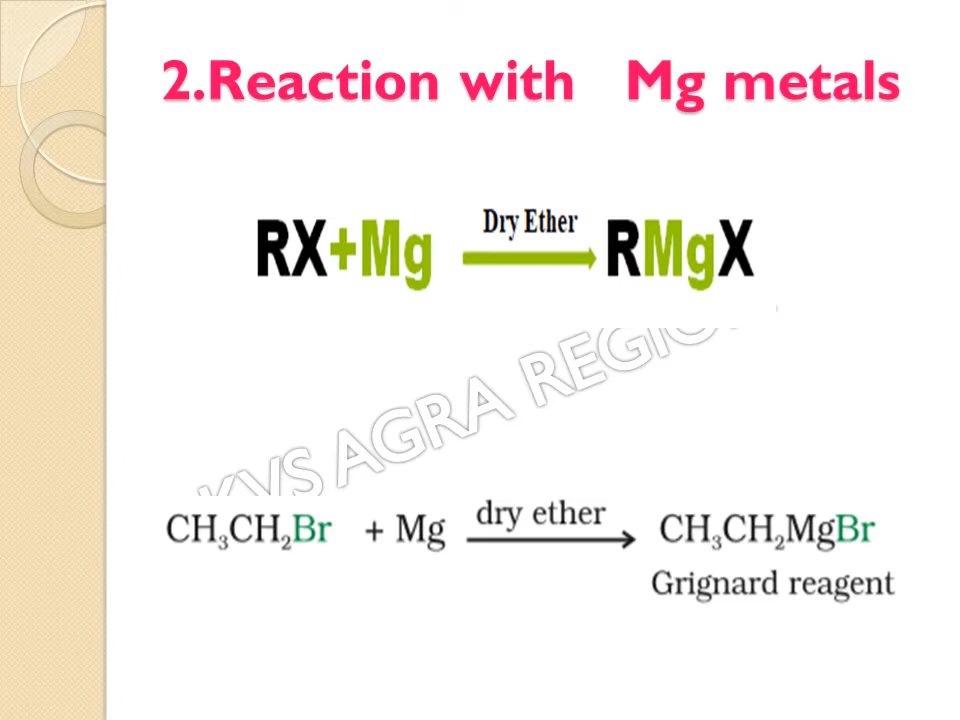 2.Reaction with Mg metals
Dry Ether
RX+Mg RMgX
KVS AGRA REGIO
dry ether
CH₃CH₂Br + Mg CH₃CH₂MgBr
Grignard reagent